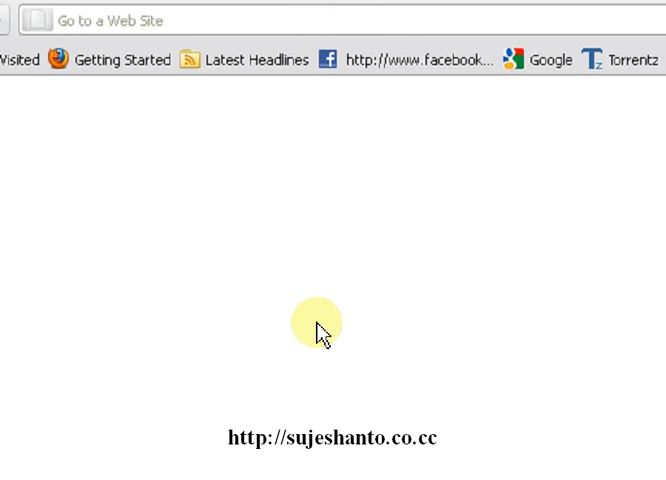 Go to a Web Site
Visited Getting Started Latest Headlines http://www.facebook... Google Torrentz
http://sujeshanto.co.cc